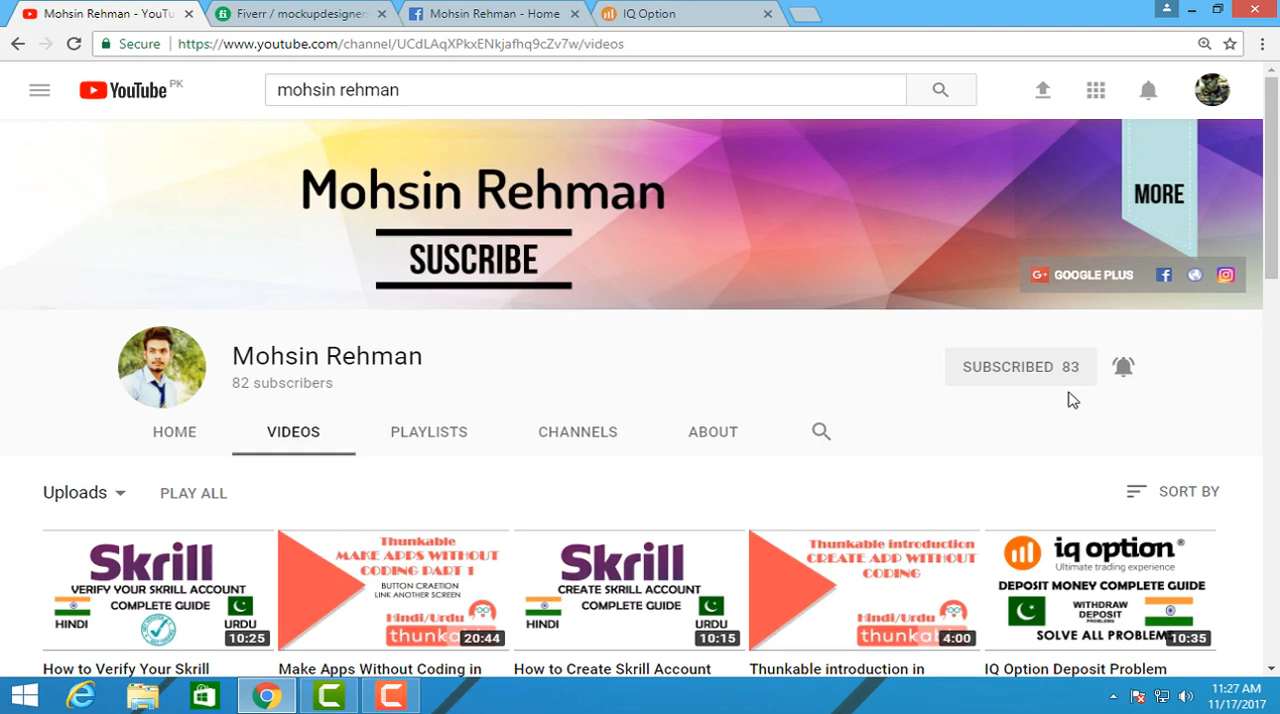 Mohsin Rehman - YouTu
Fiverr / mockupdesigners
Mohsin Rehman - Home
IQ Option
Secure
https://www.youtube.com/channel/UCdLAqXPkxENkjafhq9cZv7w/videos
YouTube PK
mohsin rehman
Mohsin Rehman
SUSCRIBE
MORE
G+ GOOGLE PLUS
Mohsin Rehman
82 subscribers
SUBSCRIBED 83
HOME
VIDEOS
PLAYLISTS
CHANNELS
ABOUT
Uploads
PLAY ALL
SORT BY
Skrill
VERIFY YOUR SKRILL ACCOUNT
COMPLETE GUIDE
HINDI
URDU
10:25
How to Verify Your Skrill
Thunkable
MAKE APPS WITHOUT
CODING PART 1
BUTTON CRAETION
LINK ANOTHER SCREEN
Hindi/Urdu
thunkable
20:44
Make Apps Without Coding in
Skrill
CREATE SKRILL ACCOUNT
COMPLETE GUIDE
HINDI
URDU
10:15
How to Create Skrill Account
Thunkable introduction
CREATE APP WITHOUT
CODING
Hindi/Urdu
thunkable
4:00
Thunkable introduction in
iq option®
Ultimate trading experience
DEPOSIT MONEY COMPLETE GUIDE
WITHDRAW
DEPOSIT
PROBLEMS
SOLVE ALL PROBLEM
10:35
IQ Option Deposit Problem
11:27 AM
11/17/2017